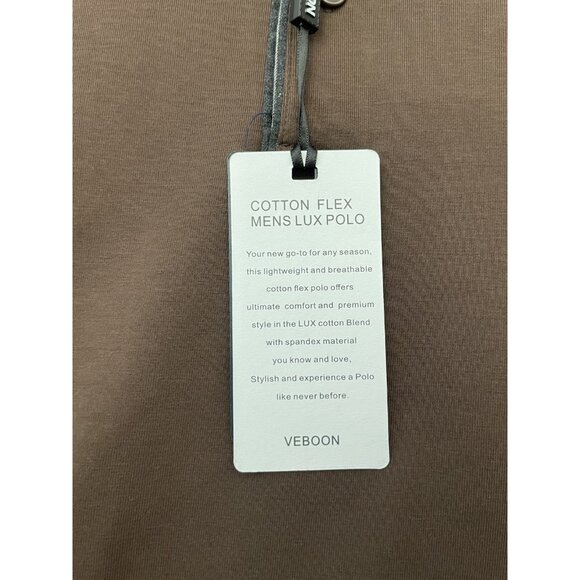 COTTON FLEX
MENS LUX POLO
Your new go-to for any season,
this lightweight and breathable
cotton flex polo offers
ultimate comfort and premium
style in the LUX cotton Blend
with spandex material
you know and love,
Stylish and experience a Polo
like never before.
VEBOON